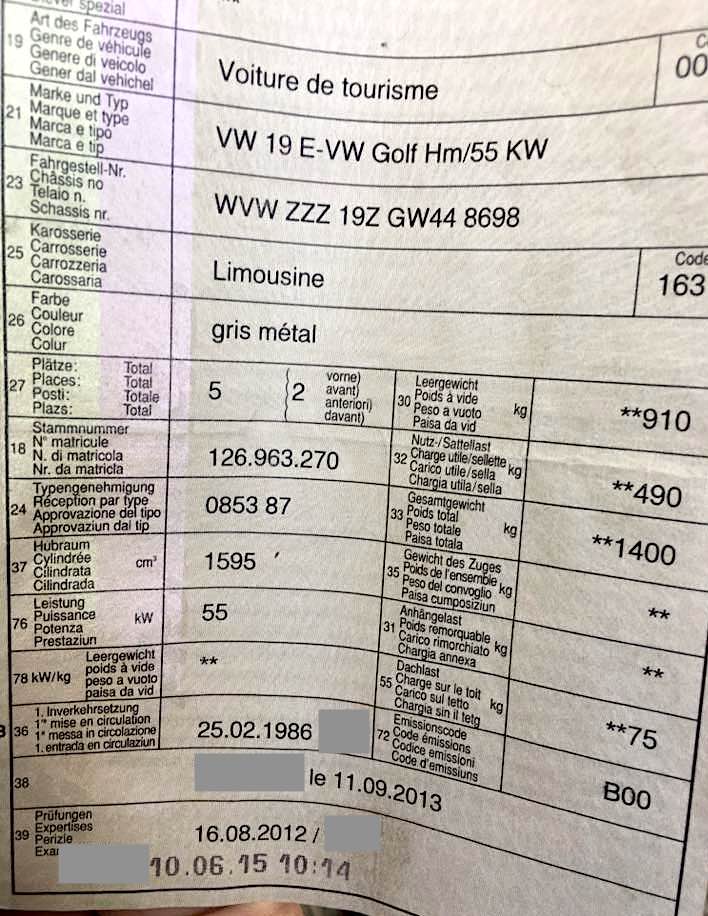 spezial
**
19 Art des Fahrzeugs
Genre de véhicule
Genere di veicolo
Gener dal vehichel
Voiture de tourisme
00
21 Marke und Typ
Marque et type
Marca e tipo
Marca e tip
VW 19 E-VW Golf Hm/55 KW
23 Fahrgestell-Nr.
Châssis no
Telaio n.
Schassis nr.
WVW ZZZ 19Z GW44 8698
25 Karosserie
Carrosserie
Carrozzeria
Carossaria
Limousine
Code
163
26 Farbe
Couleur
Colore
Colur
gris métal
27 Plätze: Total
Places: Total
Posti: Totale
Plazs: Total
5 ( 2 vorne)
avant)
anteriori)
davant)
30 Leergewicht
Poids à vide
Peso a vuoto
Paisa da vid
kg
**910
18 Stammnummer
N° matricule
N. di matricola
Nr. da matricla
126.963.270
32 Nutz-/Sattellast
Charge utile/sellette kg
Carico utile/sella
Chargia utila/sella
**490
24 Typengenehmigung
Réception par type
Approvazione del tipo
Approvaziun dal tip
0853 87
33 Gesamtgewicht
Poids total
Peso totale
Paisa totala
kg
**1400
37 Hubraum
Cylindrée
Cilindrata
Cilindrada
cm³
1595
35 Gewicht des Zuges
Poids de l'ensemble kg
Peso del convoglio
Paisa cumposiziun
**
76 Leistung
Puissance
Potenza
Prestaziun
kW
55
31 Anhängelast
Poids remorquable kg
Carico rimorchiato
Chargia annexa
**
78 kW/kg Leergewicht
poids à vide
peso a vuoto
paisa da vid
**
55 Dachlast
Charge sur le toit kg
Carico sul tetto
Chargia sin il tetg
**75
36 1. Inverkehrsetzung
1re mise en circulation
1a messa in circolazione
1. entrada en circulaziun
25.02.1986
72 Emissionscode
Code émissions
Codice emissioni
Code d'emissiuns
B00
38
le 11.09.2013
39 Prüfungen
Expertises
Perizie
16.08.2012 /
10.06.15 10:14